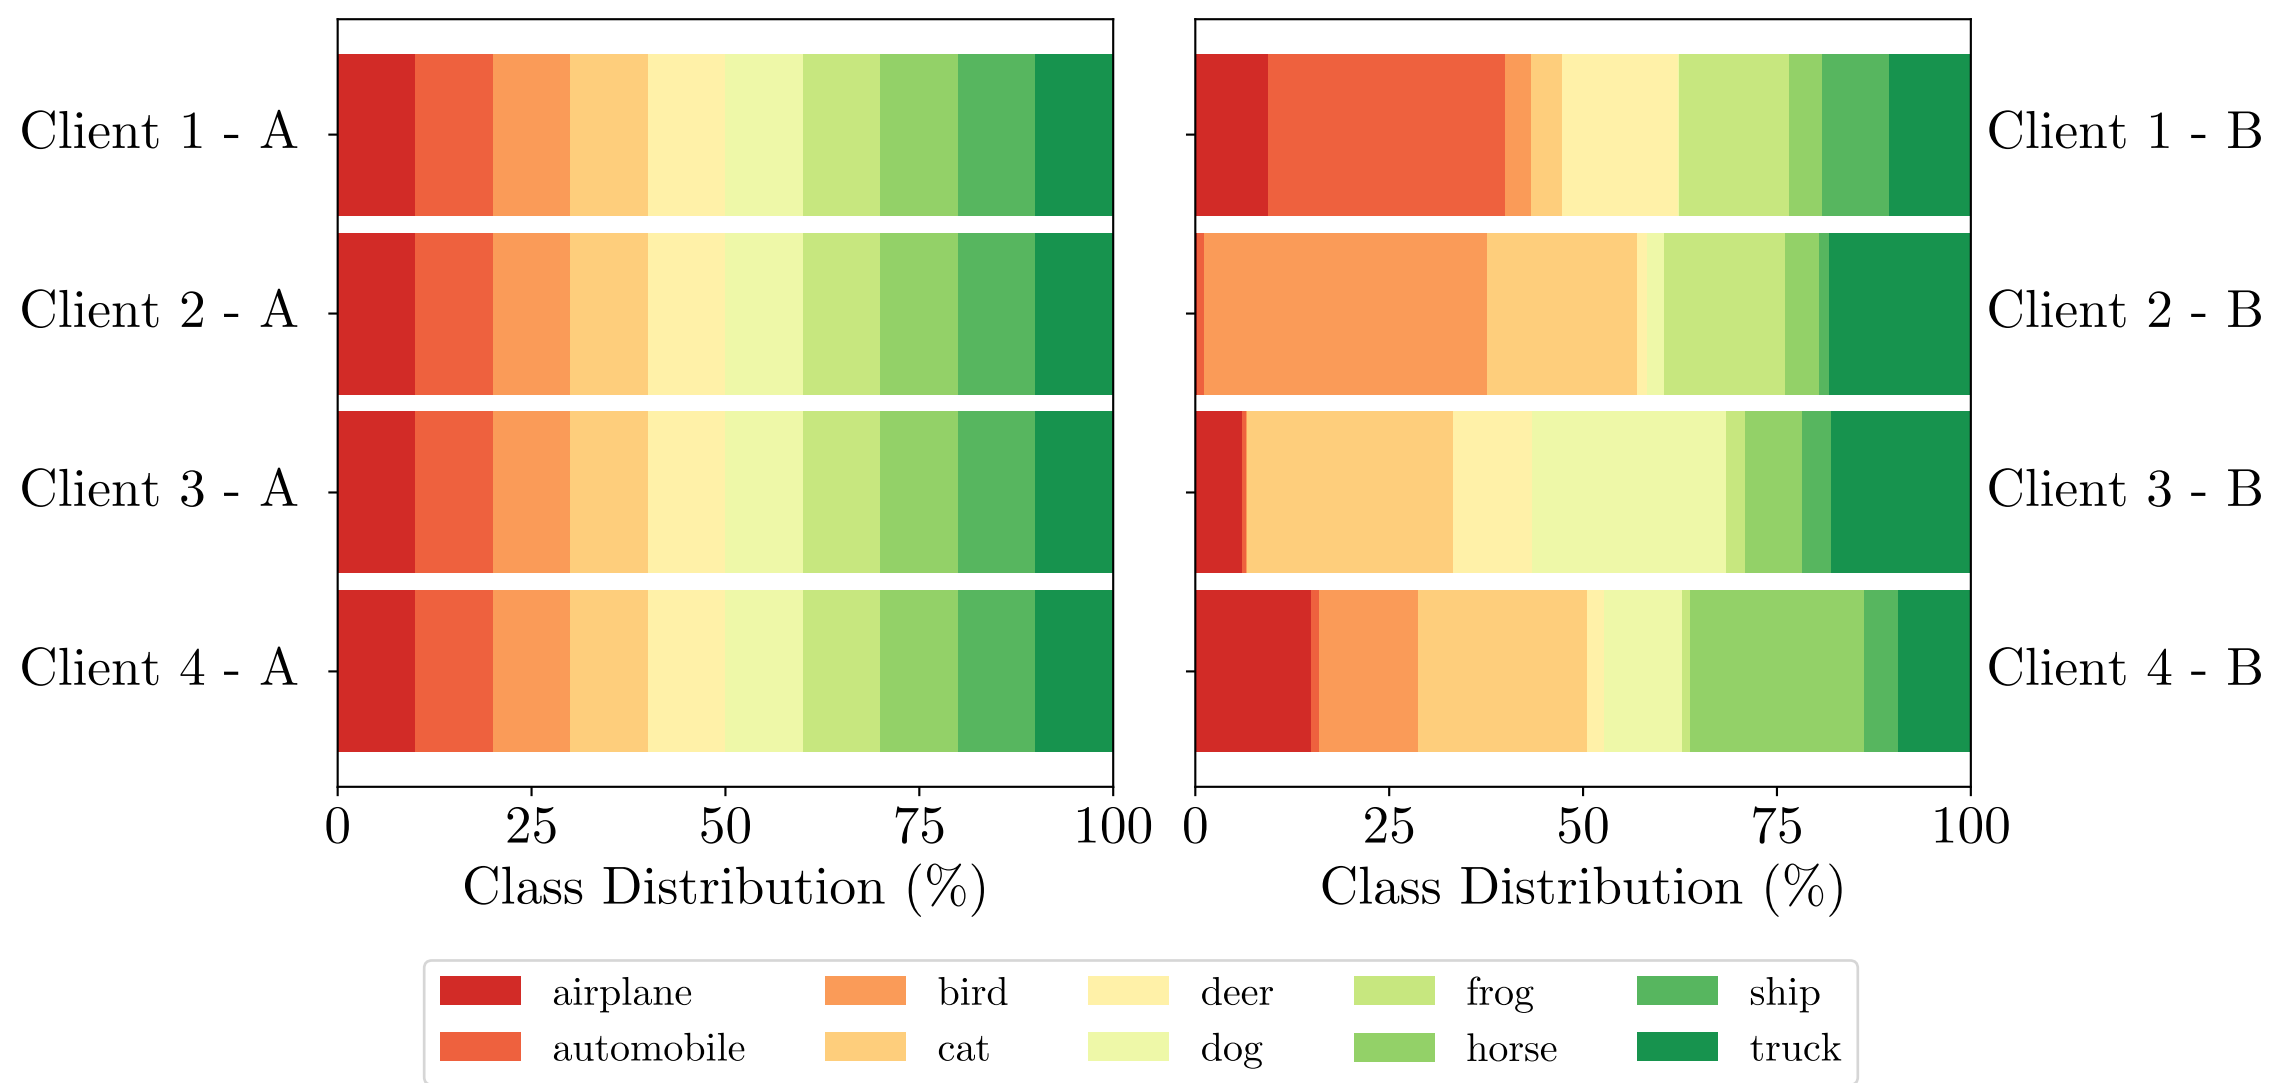 Client 1 - A
Client 2 - A
Client 3 - A
Client 4 - A
0 25 50 75 100
Class Distribution (%)
Client 1 - B
Client 2 - B
Client 3 - B
Client 4 - B
0 25 50 75 100
Class Distribution (%)
airplane bird deer frog ship
automobile cat dog horse truck